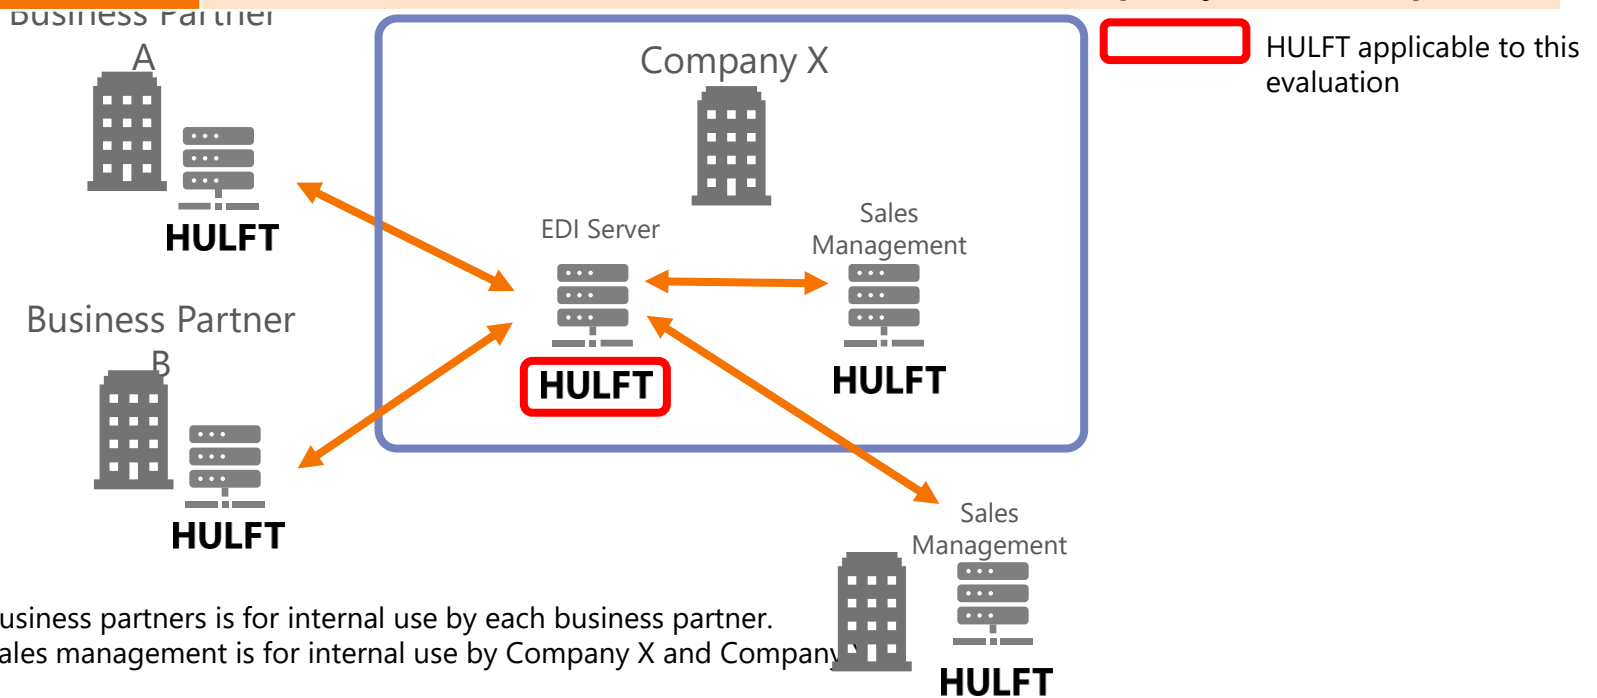 Business Partner
A
HULFT
Company X
HULFT applicable to this
evaluation
EDI Server
HULFT
Sales
Management
HULFT
Business Partner
B
HULFT
Sales
Management
HULFT
usiness partners is for internal use by each business partner.
ales management is for internal use by Company X and Company